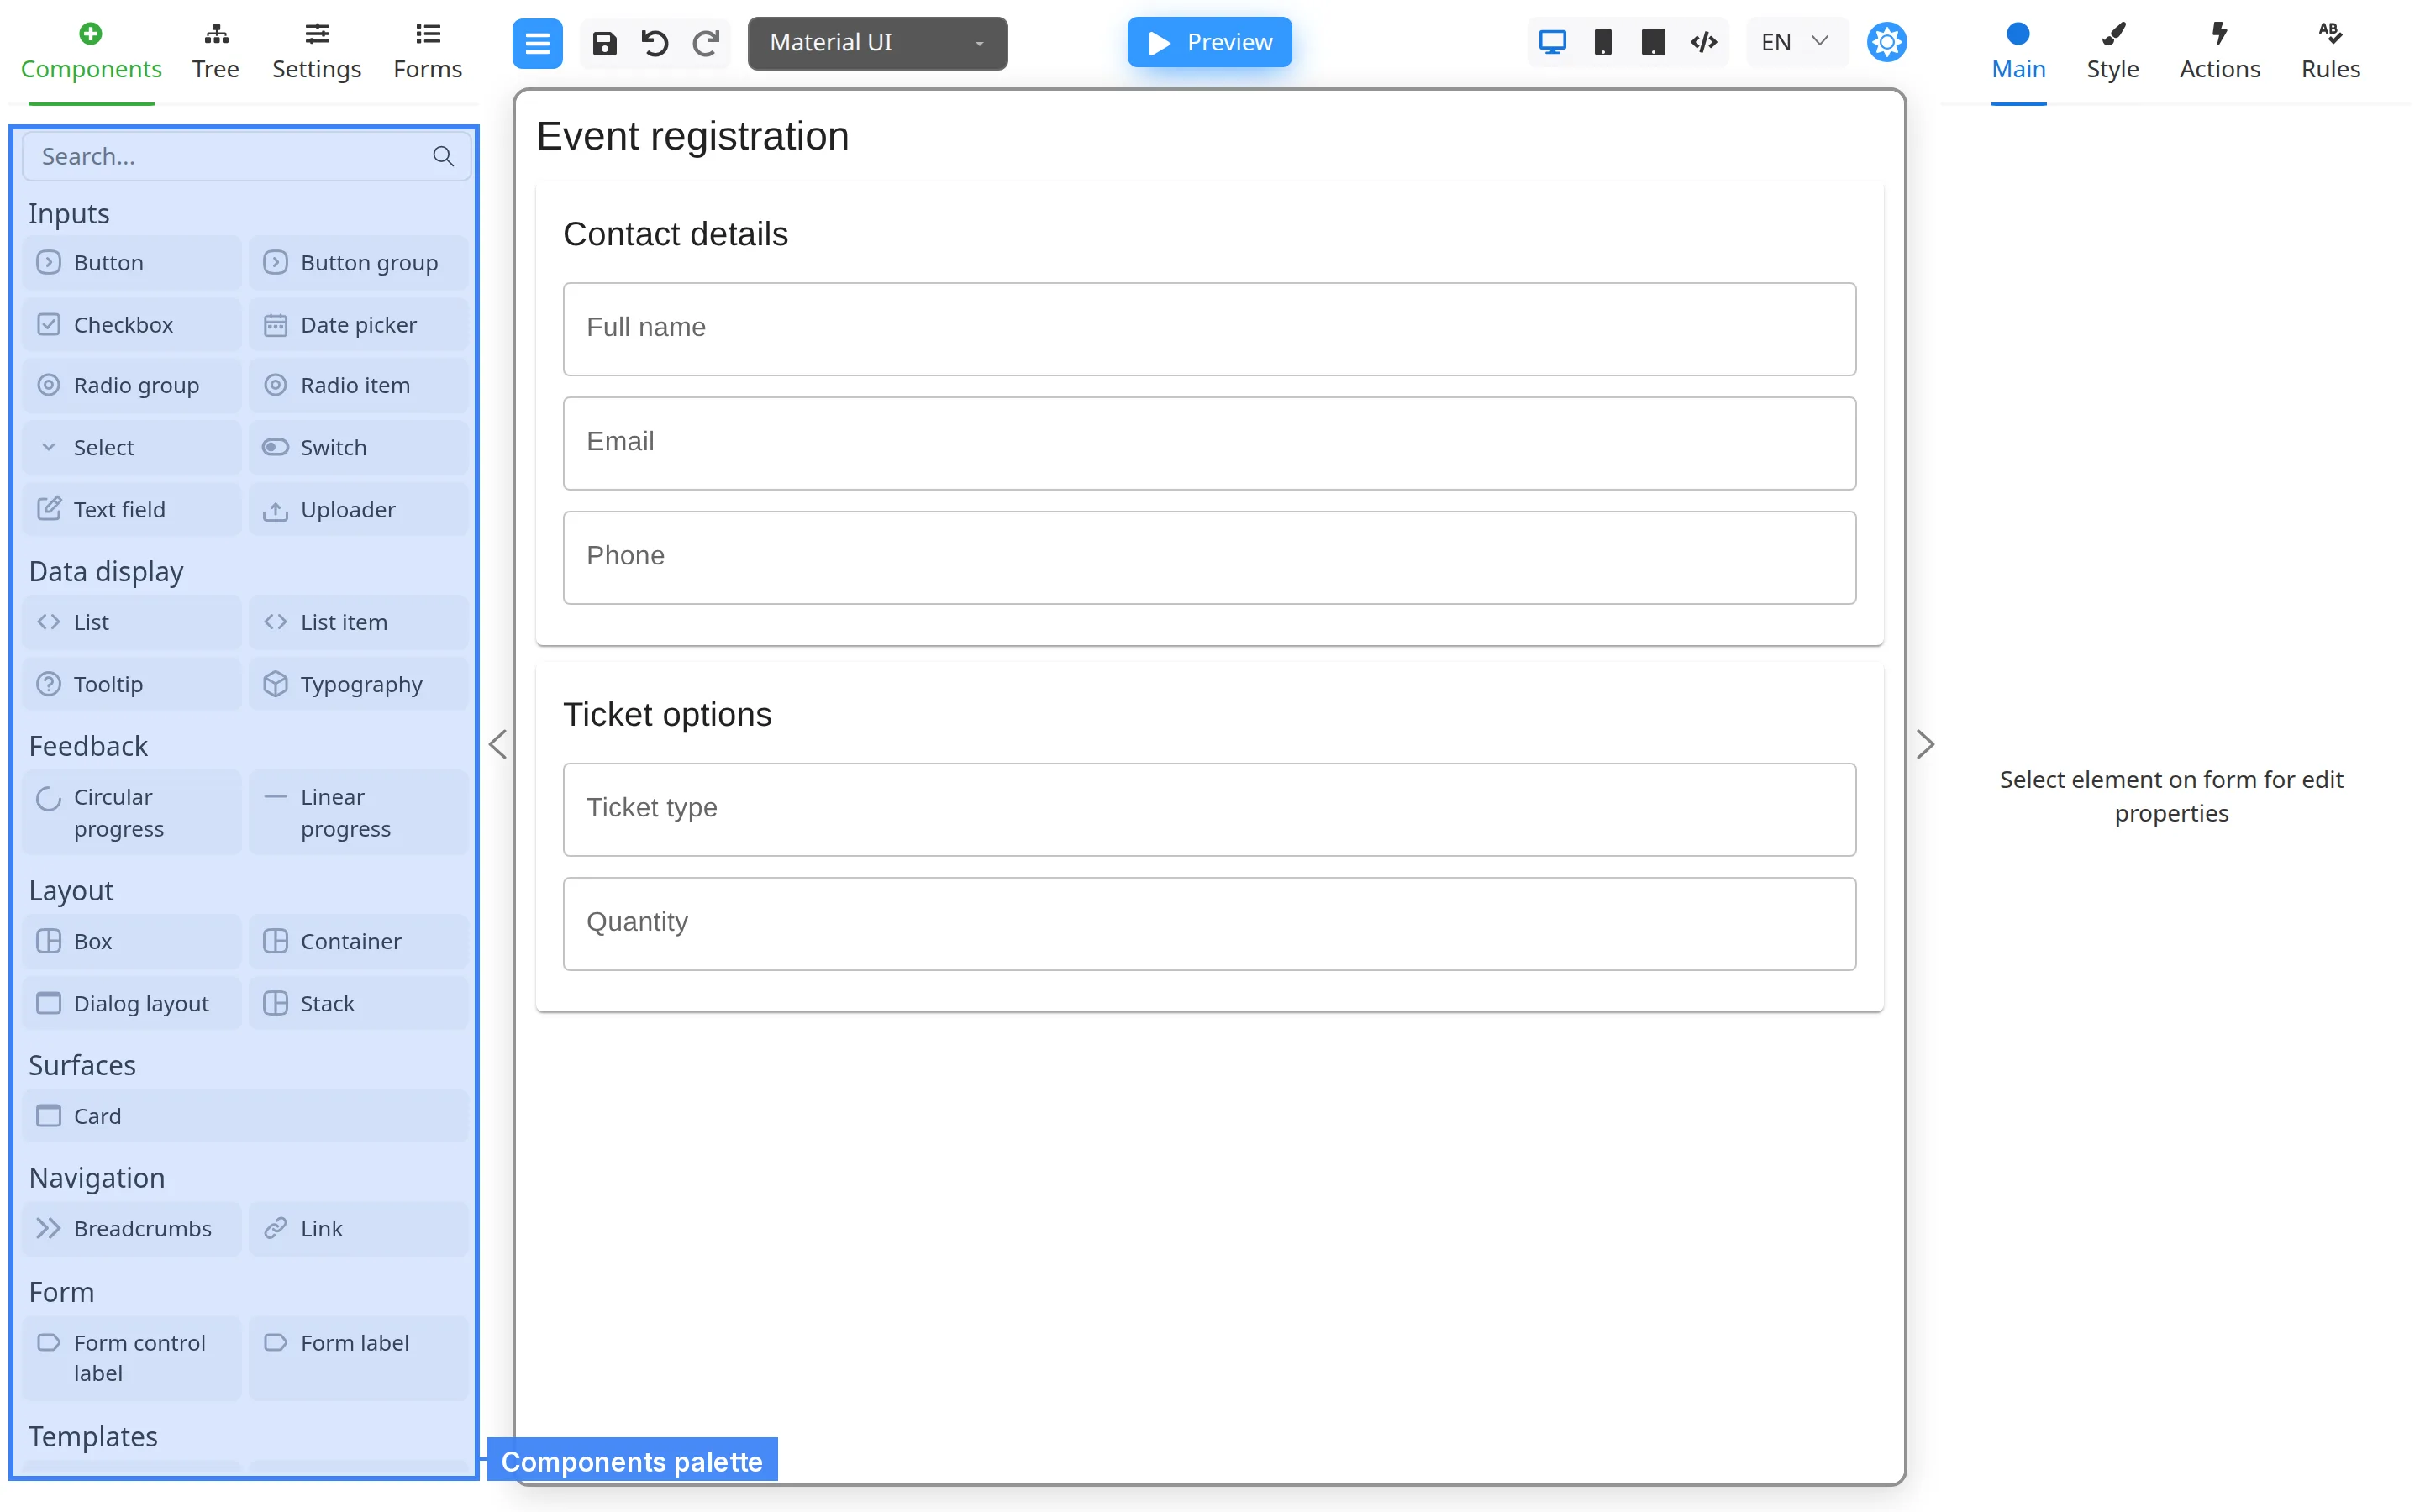 Components
Tree
Settings
Forms
Material UI
Preview
EN
Main
Style
Actions
AB
Rules
Search...
Inputs
Button
Button group
Checkbox
Date picker
Radio group
Radio item
Select
Switch
Text field
Uploader
Data display
List
List item
Tooltip
Typography
Feedback
Circular
progress
Linear
progress
Layout
Box
Container
Dialog layout
Stack
Surfaces
Card
Navigation
Breadcrumbs
Link
Form
Form control
label
Form label
Templates
Components palette
Event registration
Contact details
Full name
Email
Phone
Ticket options
Ticket type
Quantity
Select element on form for edit
properties